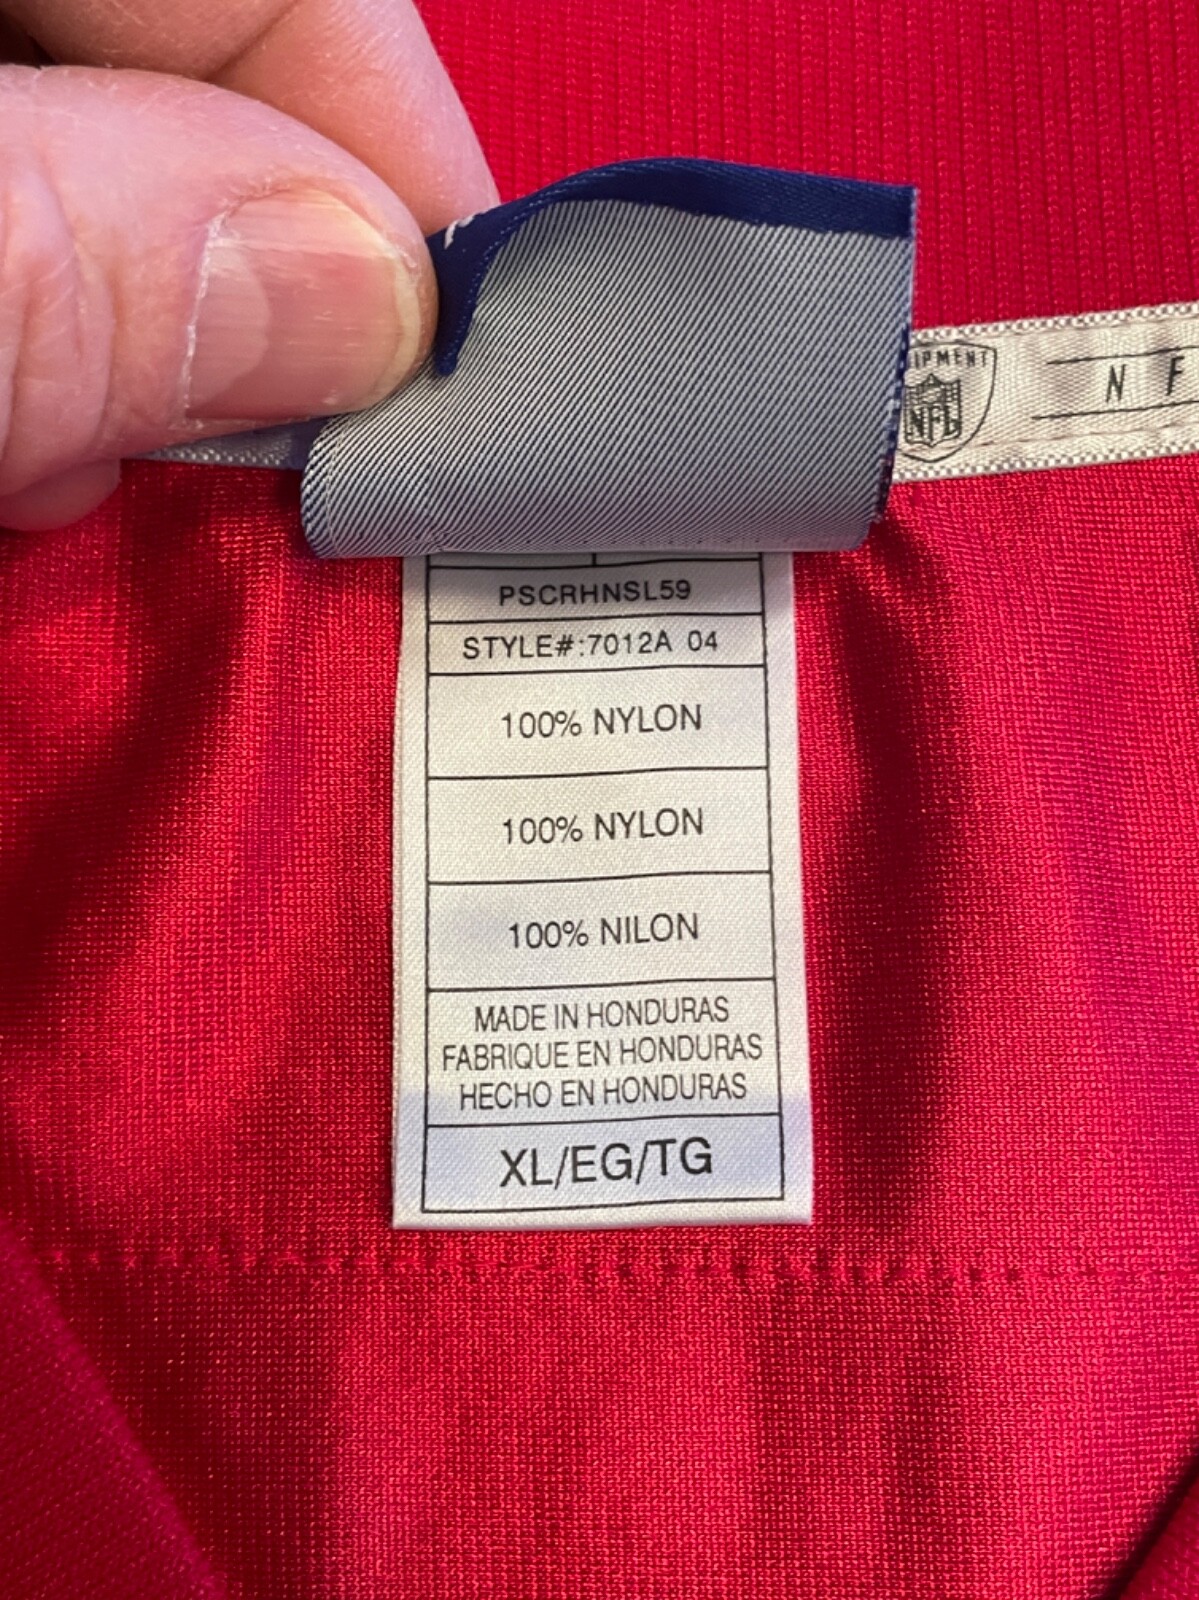 IPMENT
NFL
N F
PSCRHNSL59
STYLE#:7012A 04
100% NYLON
100% NYLON
100% NILON
MADE IN HONDURAS
FABRIQUE EN HONDURAS
HECHO EN HONDURAS
XL/EG/TG